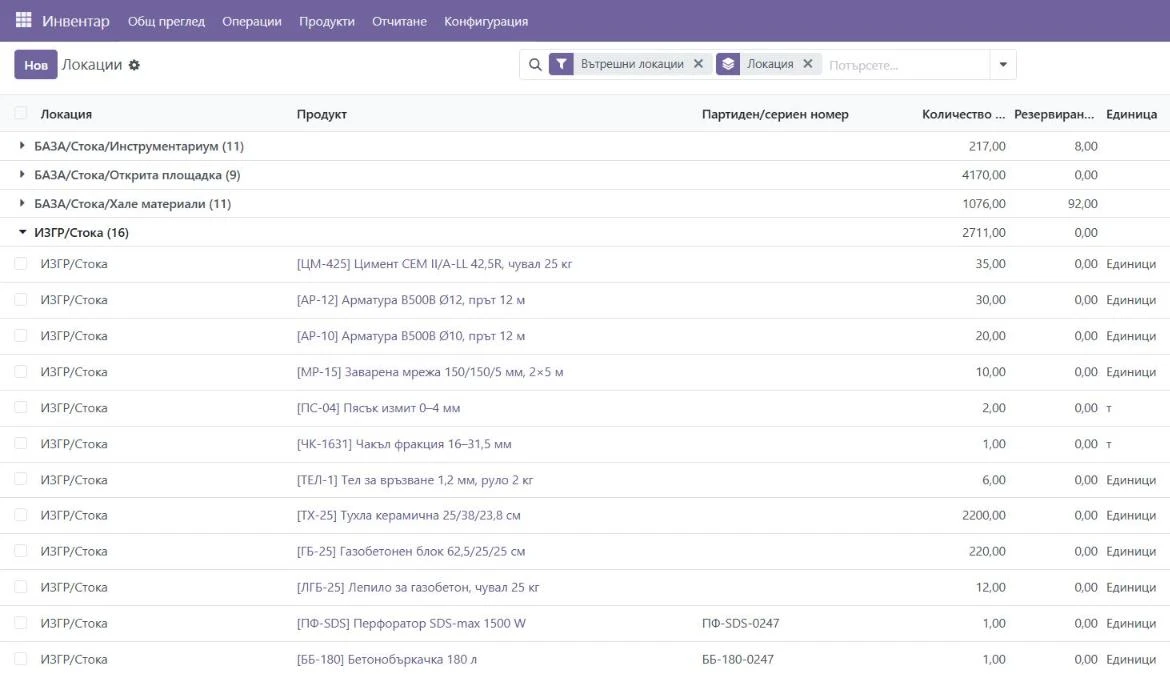 Инвентар Общ преглед Операции Продукти Отчитане Конфигурация
Нов Локации Вътрешни локации Локация Потърсете...
Локация Продукт Партиден/сериен номер Количество ... Резервиран... Единица
БАЗА/Стока/Инструментариум (11) 217,00 8,00
БАЗА/Стока/Открита площадка (9) 4170,00 0,00
БАЗА/Стока/Хале материали (11) 1076,00 92,00
ИЗГР/Стока (16) 2711,00 0,00
ИЗГР/Стока [ЦМ-425] Цимент CEM II/A-LL 42,5R, чувал 25 кг 35,00 0,00 Единици
ИЗГР/Стока [АР-12] Арматура B500B Ø12, прът 12 м 30,00 0,00 Единици
ИЗГР/Стока [АР-10] Арматура B500B Ø10, прът 12 м 20,00 0,00 Единици
ИЗГР/Стока [МР-15] Заварена мрежа 150/150/5 мм, 2×5 м 10,00 0,00 Единици
ИЗГР/Стока [ПС-04] Пясък измит 0–4 мм 2,00 0,00 т
ИЗГР/Стока [ЧК-1631] Чакъл фракция 16–31,5 мм 1,00 0,00 т
ИЗГР/Стока [ТЕЛ-1] Тел за връзване 1,2 мм, руло 2 кг 6,00 0,00 Единици
ИЗГР/Стока [ТХ-25] Тухла керамична 25/38/23,8 см 2200,00 0,00 Единици
ИЗГР/Стока [ГБ-25] Газобетонен блок 62,5/25/25 см 220,00 0,00 Единици
ИЗГР/Стока [ЛГБ-25] Лепило за газобетон, чувал 25 кг 12,00 0,00 Единици
ИЗГР/Стока [ПФ-SDS] Перфоратор SDS-max 1500 W ПФ-SDS-0247 1,00 0,00 Единици
ИЗГР/Стока [ББ-180] Бетонобъркачка 180 л ББ-180-0247 1,00 0,00 Единици